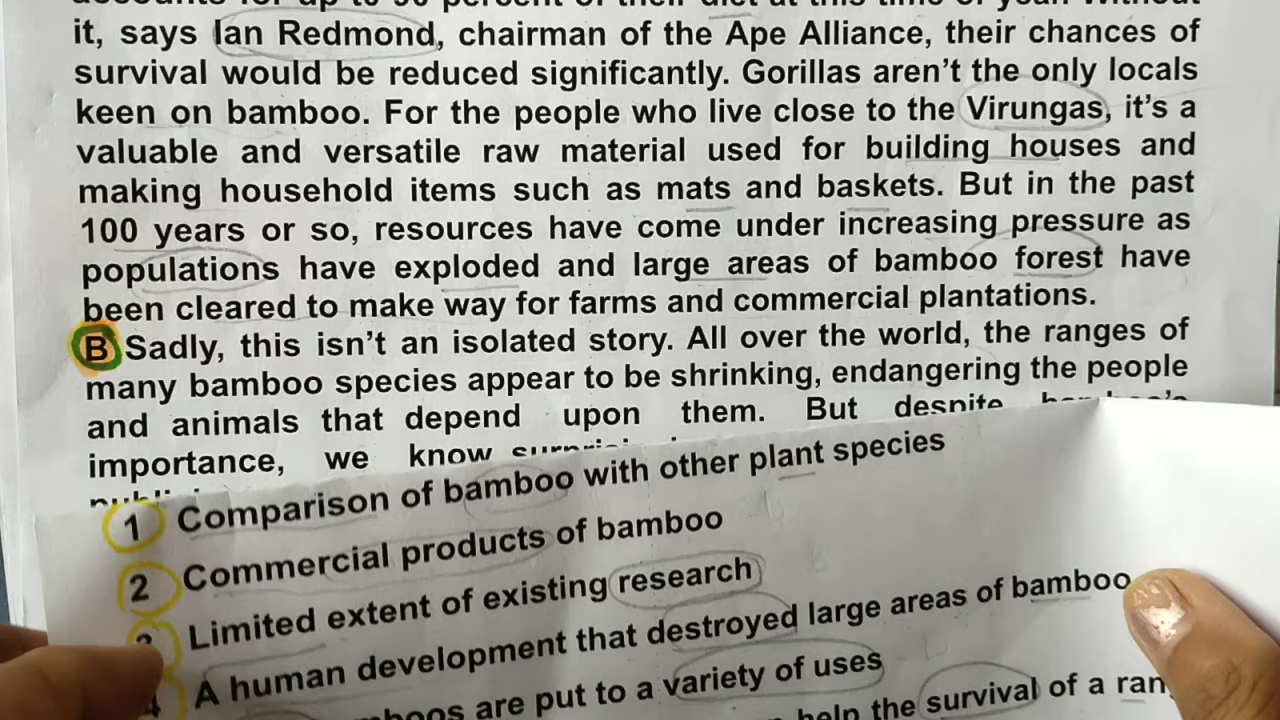 accounts for up to 90 percent of their diet at this time of year. Without
it, says Ian Redmond, chairman of the Ape Alliance, their chances of
survival would be reduced significantly. Gorillas aren't the only locals
keen on bamboo. For the people who live close to the Virungas, it's a
valuable and versatile raw material used for building houses and
making household items such as mats and baskets. But in the past
100 years or so, resources have come under increasing pressure as
populations have exploded and large areas of bamboo forest have
been cleared to make way for farms and commercial plantations.
B Sadly, this isn't an isolated story. All over the world, the ranges of
many bamboo species appear to be shrinking, endangering the people
and animals that depend upon them. But despite bamboo's
importance, we know
1 Comparison of bamboo with other plant species
2 Commercial products of bamboo
3 Limited extent of existing research
4 A human development that destroyed large areas of bamboo
are put to a variety of uses
help the survival of a